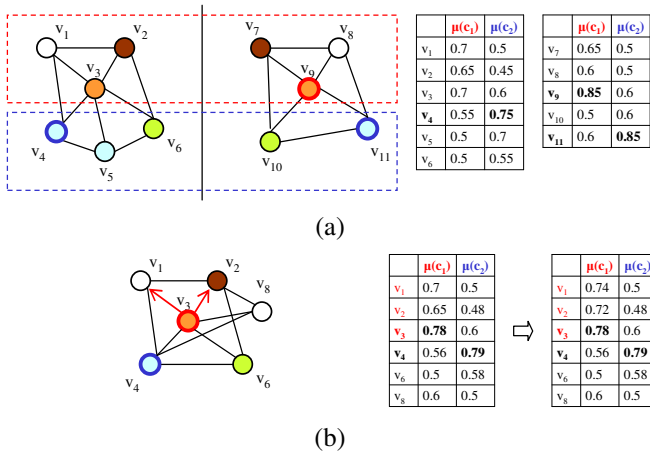 v1 v2 v3 v4 v5 v6
v7 v8 v9 v10 v11
μ(c1) μ(c2)
v1 0.7 0.5
v2 0.65 0.45
v3 0.7 0.6
v4 0.55 0.75
v5 0.5 0.7
v6 0.5 0.55
μ(c1) μ(c2)
v7 0.65 0.5
v8 0.6 0.5
v9 0.85 0.6
v10 0.5 0.6
v11 0.6 0.85
(a)
v1 v2 v8 v3 v4 v6
μ(c1) μ(c2)
v1 0.7 0.5
v2 0.65 0.48
v3 0.78 0.6
v4 0.56 0.79
v6 0.5 0.58
v8 0.6 0.5
μ(c1) μ(c2)
v1 0.74 0.5
v2 0.72 0.48
v3 0.78 0.6
v4 0.56 0.79
v6 0.5 0.58
v8 0.6 0.5
(b)